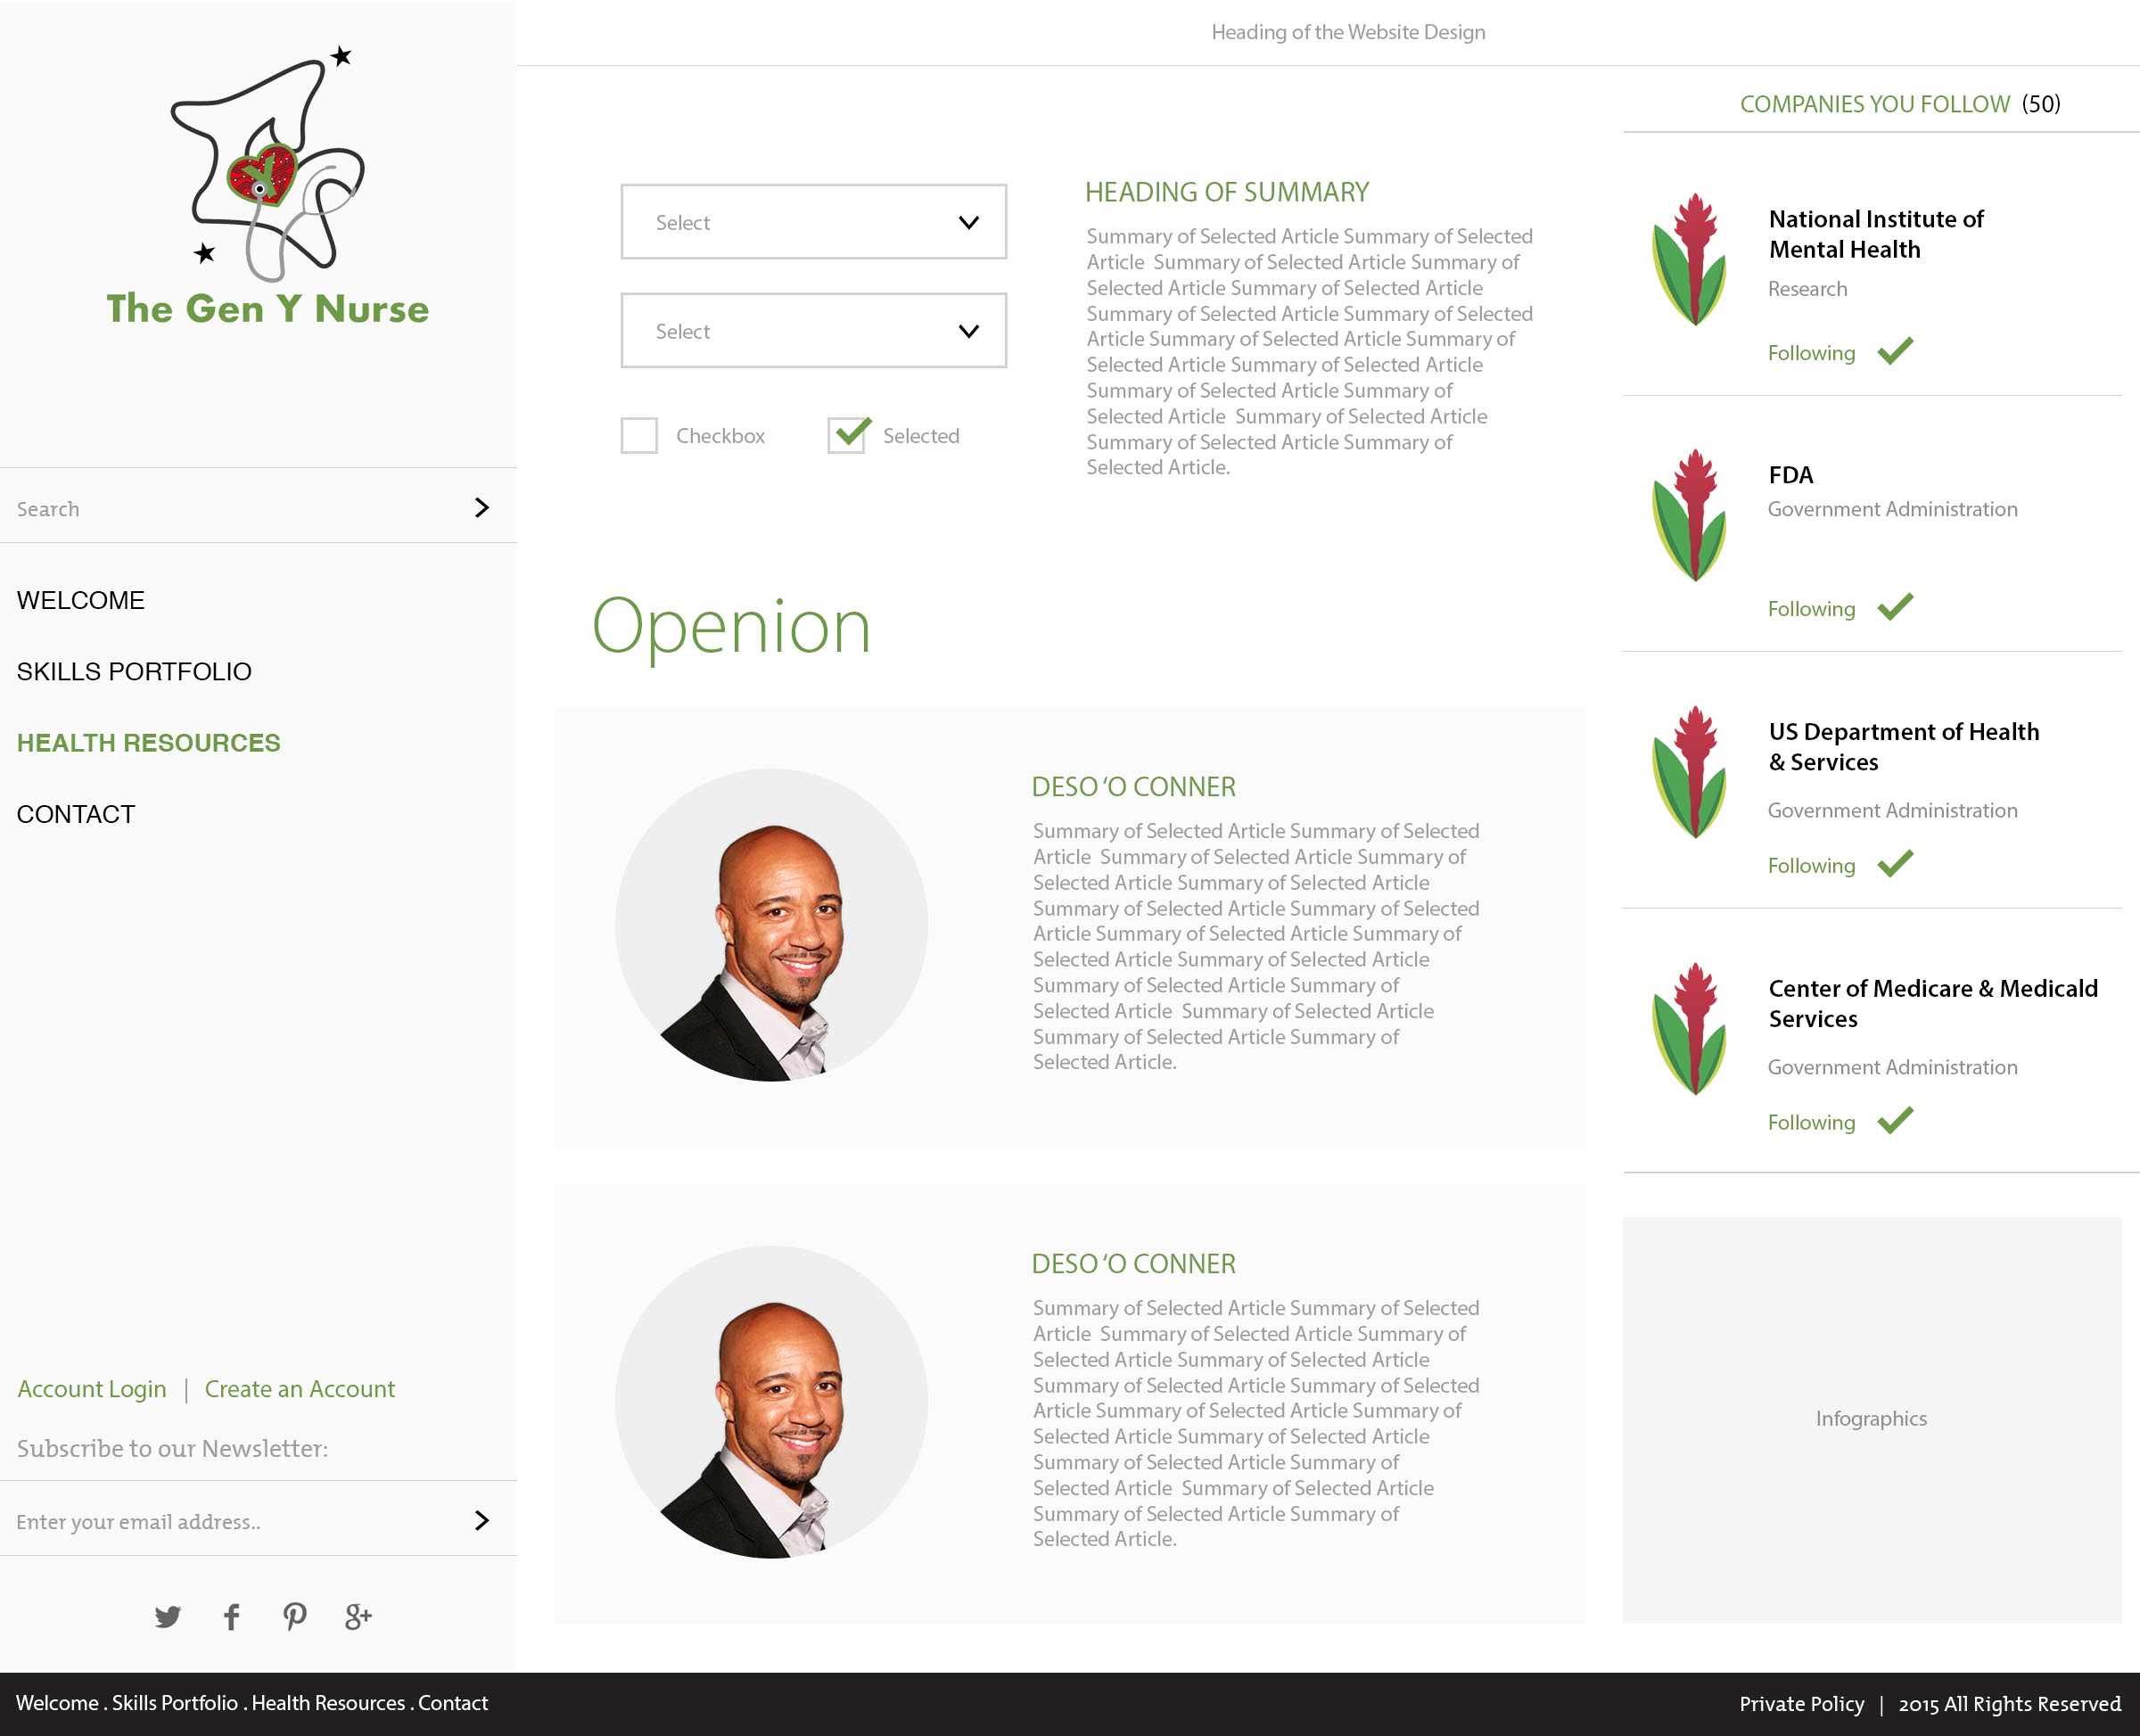 Heading of the Website Design
The Gen Y Nurse
Search
WELCOME
SKILLS PORTFOLIO
HEALTH RESOURCES
CONTACT
Account Login | Create an Account
Subscribe to our Newsletter:
Enter your email address..
Select
Select
Checkbox
Selected
HEADING OF SUMMARY
Summary of Selected Article Summary of Selected
Article Summary of Selected Article Summary of
Selected Article Summary of Selected Article
Summary of Selected Article Summary of Selected
Article Summary of Selected Article Summary of
Selected Article Summary of Selected Article
Summary of Selected Article Summary of
Selected Article Summary of Selected Article
Summary of Selected Article Summary of
Selected Article.
Openion
DESO ‘O CONNER
Summary of Selected Article Summary of Selected
Article Summary of Selected Article Summary of
Selected Article Summary of Selected Article
Summary of Selected Article Summary of Selected
Article Summary of Selected Article Summary of
Selected Article Summary of Selected Article
Summary of Selected Article Summary of
Selected Article Summary of Selected Article
Summary of Selected Article Summary of
Selected Article.
DESO ‘O CONNER
Summary of Selected Article Summary of Selected
Article Summary of Selected Article Summary of
Selected Article Summary of Selected Article
Summary of Selected Article Summary of Selected
Article Summary of Selected Article Summary of
Selected Article Summary of Selected Article
Summary of Selected Article Summary of
Selected Article Summary of Selected Article
Summary of Selected Article Summary of
Selected Article.
COMPANIES YOU FOLLOW (50)
National Institute of
Mental Health
Research
Following
FDA
Government Administration
Following
US Department of Health
& Services
Government Administration
Following
Center of Medicare & Medicald
Services
Government Administration
Following
Infographics
Welcome . Skills Portfolio . Health Resources . Contact
Private Policy | 2015 All Rights Reserved